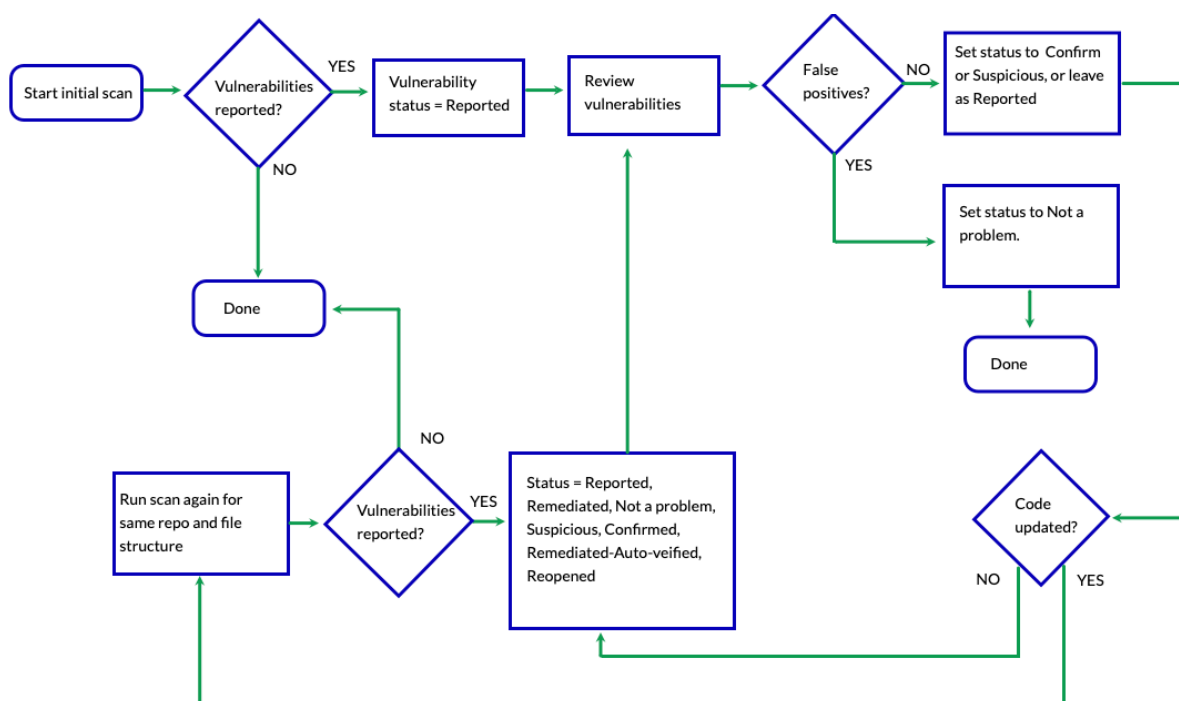 Start initial scan
Vulnerabilities
reported?
YES
NO
Vulnerability
status = Reported
Review
vulnerabilities
False
positives?
NO
YES
Set status to Confirm
or Suspicious, or leave
as Reported
Set status to Not a
problem.
Done
Done
Run scan again for
same repo and file
structure
Vulnerabilities
reported?
NO
YES
Status = Reported,
Remediated, Not a problem,
Suspicious, Confirmed,
Remediated-Auto-veified,
Reopened
Code
updated?
NO
YES